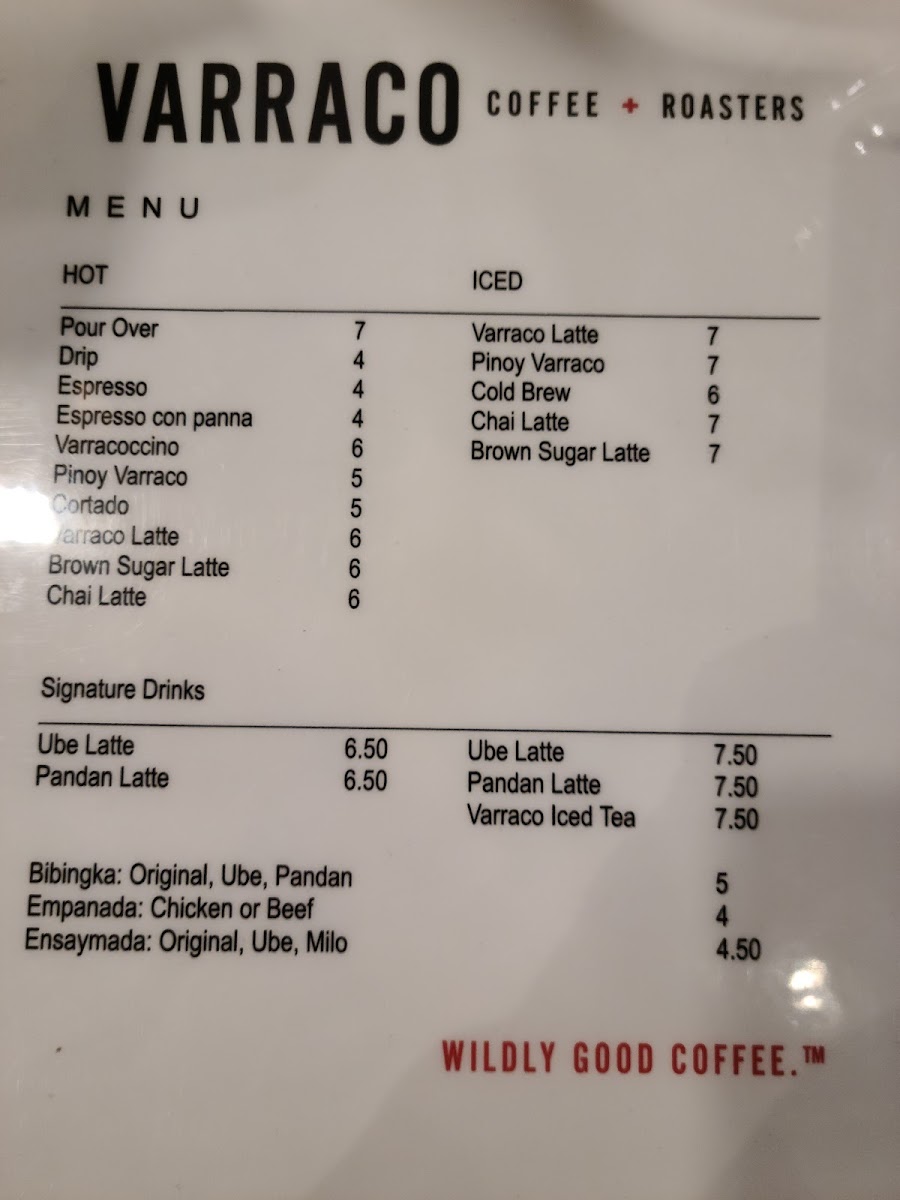 VARRACO COFFEE + ROASTERS
MENU
HOT
Pour Over 7
Drip 4
Espresso 4
Espresso con panna 4
Varracoccino 6
Pinoy Varraco 5
Cortado 5
Varraco Latte 6
Brown Sugar Latte 6
Chai Latte 6
ICED
Varraco Latte 7
Pinoy Varraco 7
Cold Brew 6
Chai Latte 7
Brown Sugar Latte 7
Signature Drinks
Ube Latte 6.50
Pandan Latte 6.50
Ube Latte 7.50
Pandan Latte 7.50
Varraco Iced Tea 7.50
Bibingka: Original, Ube, Pandan 5
Empanada: Chicken or Beef 4
Ensaymada: Original, Ube, Milo 4.50
WILDLY GOOD COFFEE.™